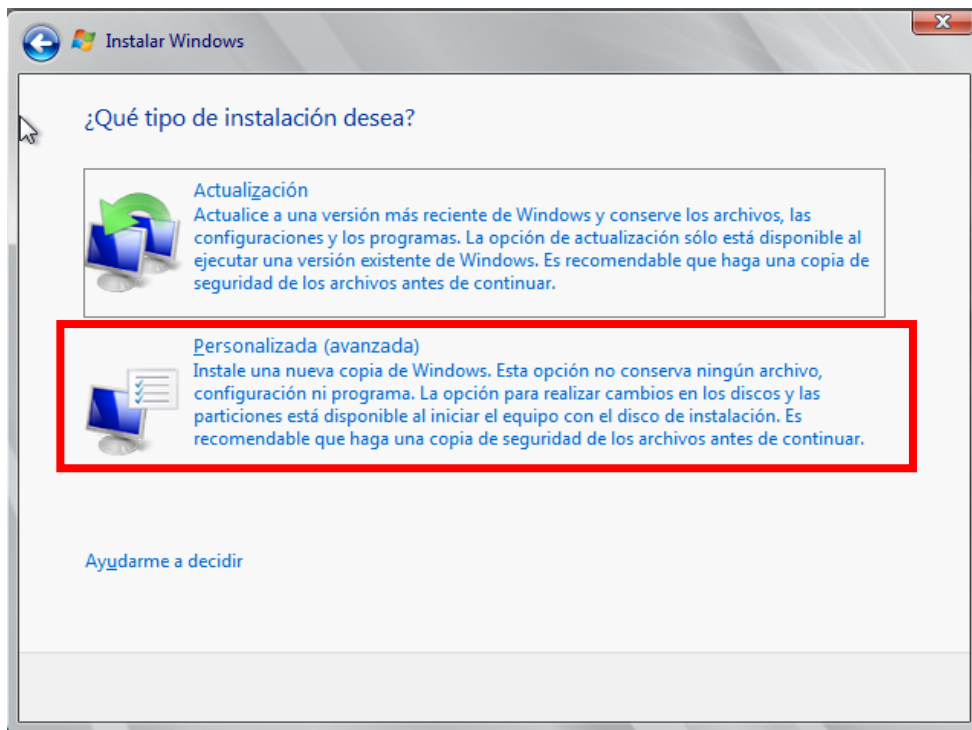 Instalar Windows
¿Qué tipo de instalación desea?
Actualización
Actualice a una versión más reciente de Windows y conserve los archivos, las
configuraciones y los programas. La opción de actualización sólo está disponible al
ejecutar una versión existente de Windows. Es recomendable que haga una copia de
seguridad de los archivos antes de continuar.
Personalizada (avanzada)
Instale una nueva copia de Windows. Esta opción no conserva ningún archivo,
configuración ni programa. La opción para realizar cambios en los discos y las
particiones está disponible al iniciar el equipo con el disco de instalación. Es
recomendable que haga una copia de seguridad de los archivos antes de continuar.
Ayudarme a decidir